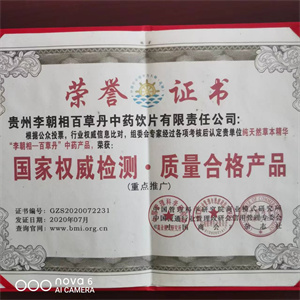 荣誉证书
贵州李朝相百草丹中药饮片有限责任公司:
根据公众投票，行业权威信息比对，组委会专家经过各项考核后认定贵单位纯天然草本精华
“李朝相一百草丹”中药产品，荣获:
国家权威检测·质量合格产品
(重点推广)
证书编号: GZS2020072231
发证日期: 2020年07月
查询官网: www.bmi.org.cn
nova 6
AI CAMERA